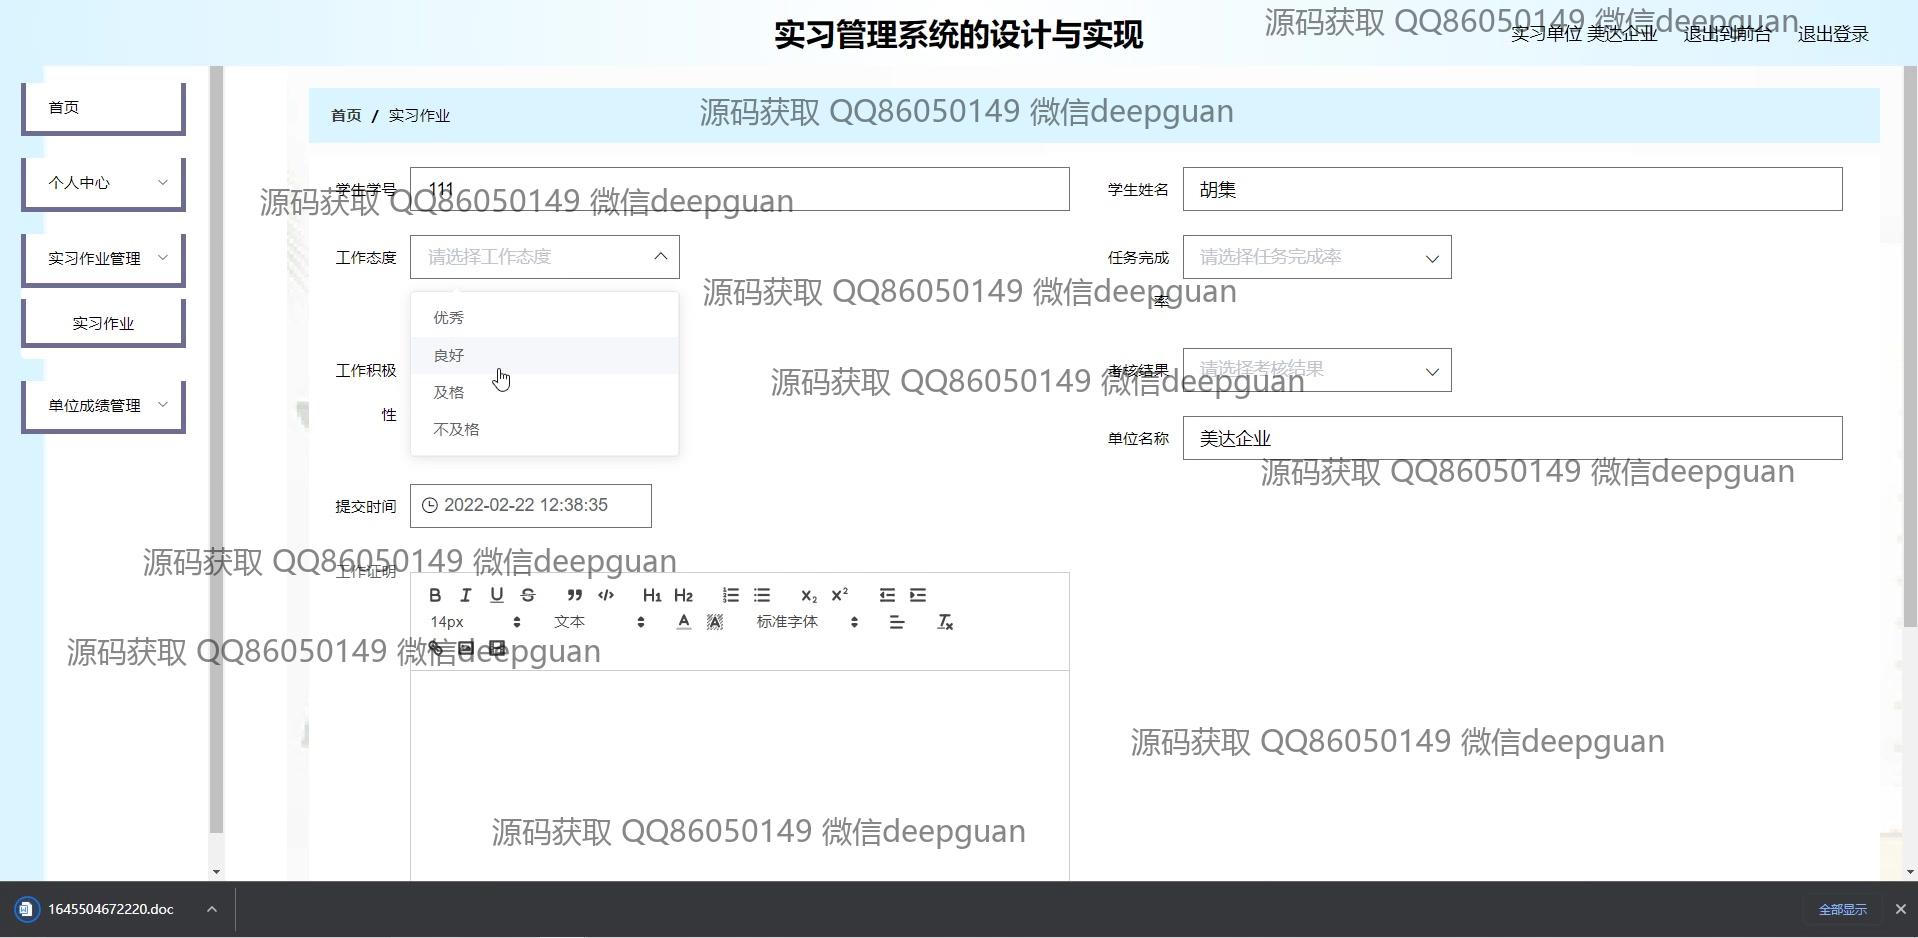 实习管理系统的设计与实现
源码获取 QQ86050149 微信deepguan
实习单位 美达企业 退出到前台 退出登录
首页
首页 / 实习作业
源码获取 QQ86050149 微信deepguan
个人中心
学生学号 111
学生姓名 胡集
源码获取 QQ86050149 微信deepguan
实习作业管理
工作态度 请选择工作态度
任务完成率 请选择任务完成率
源码获取 QQ86050149 微信deepguan
优秀
实习作业
良好
工作积极性
考核结果 请选择考核结果
源码获取 QQ86050149 微信deepguan
及格
单位成绩管理
不及格
单位名称 美达企业
源码获取 QQ86050149 微信deepguan
提交时间 2022-02-22 12:38:35
源码获取 QQ86050149 微信deepguan
工作证明
B I U S H1 H2 X2 X2
14px 文本 A A 标准字体 Tx
源码获取 QQ86050149 微信deepguan
源码获取 QQ86050149 微信deepguan
源码获取 QQ86050149 微信deepguan
1645504672220.doc
全部显示